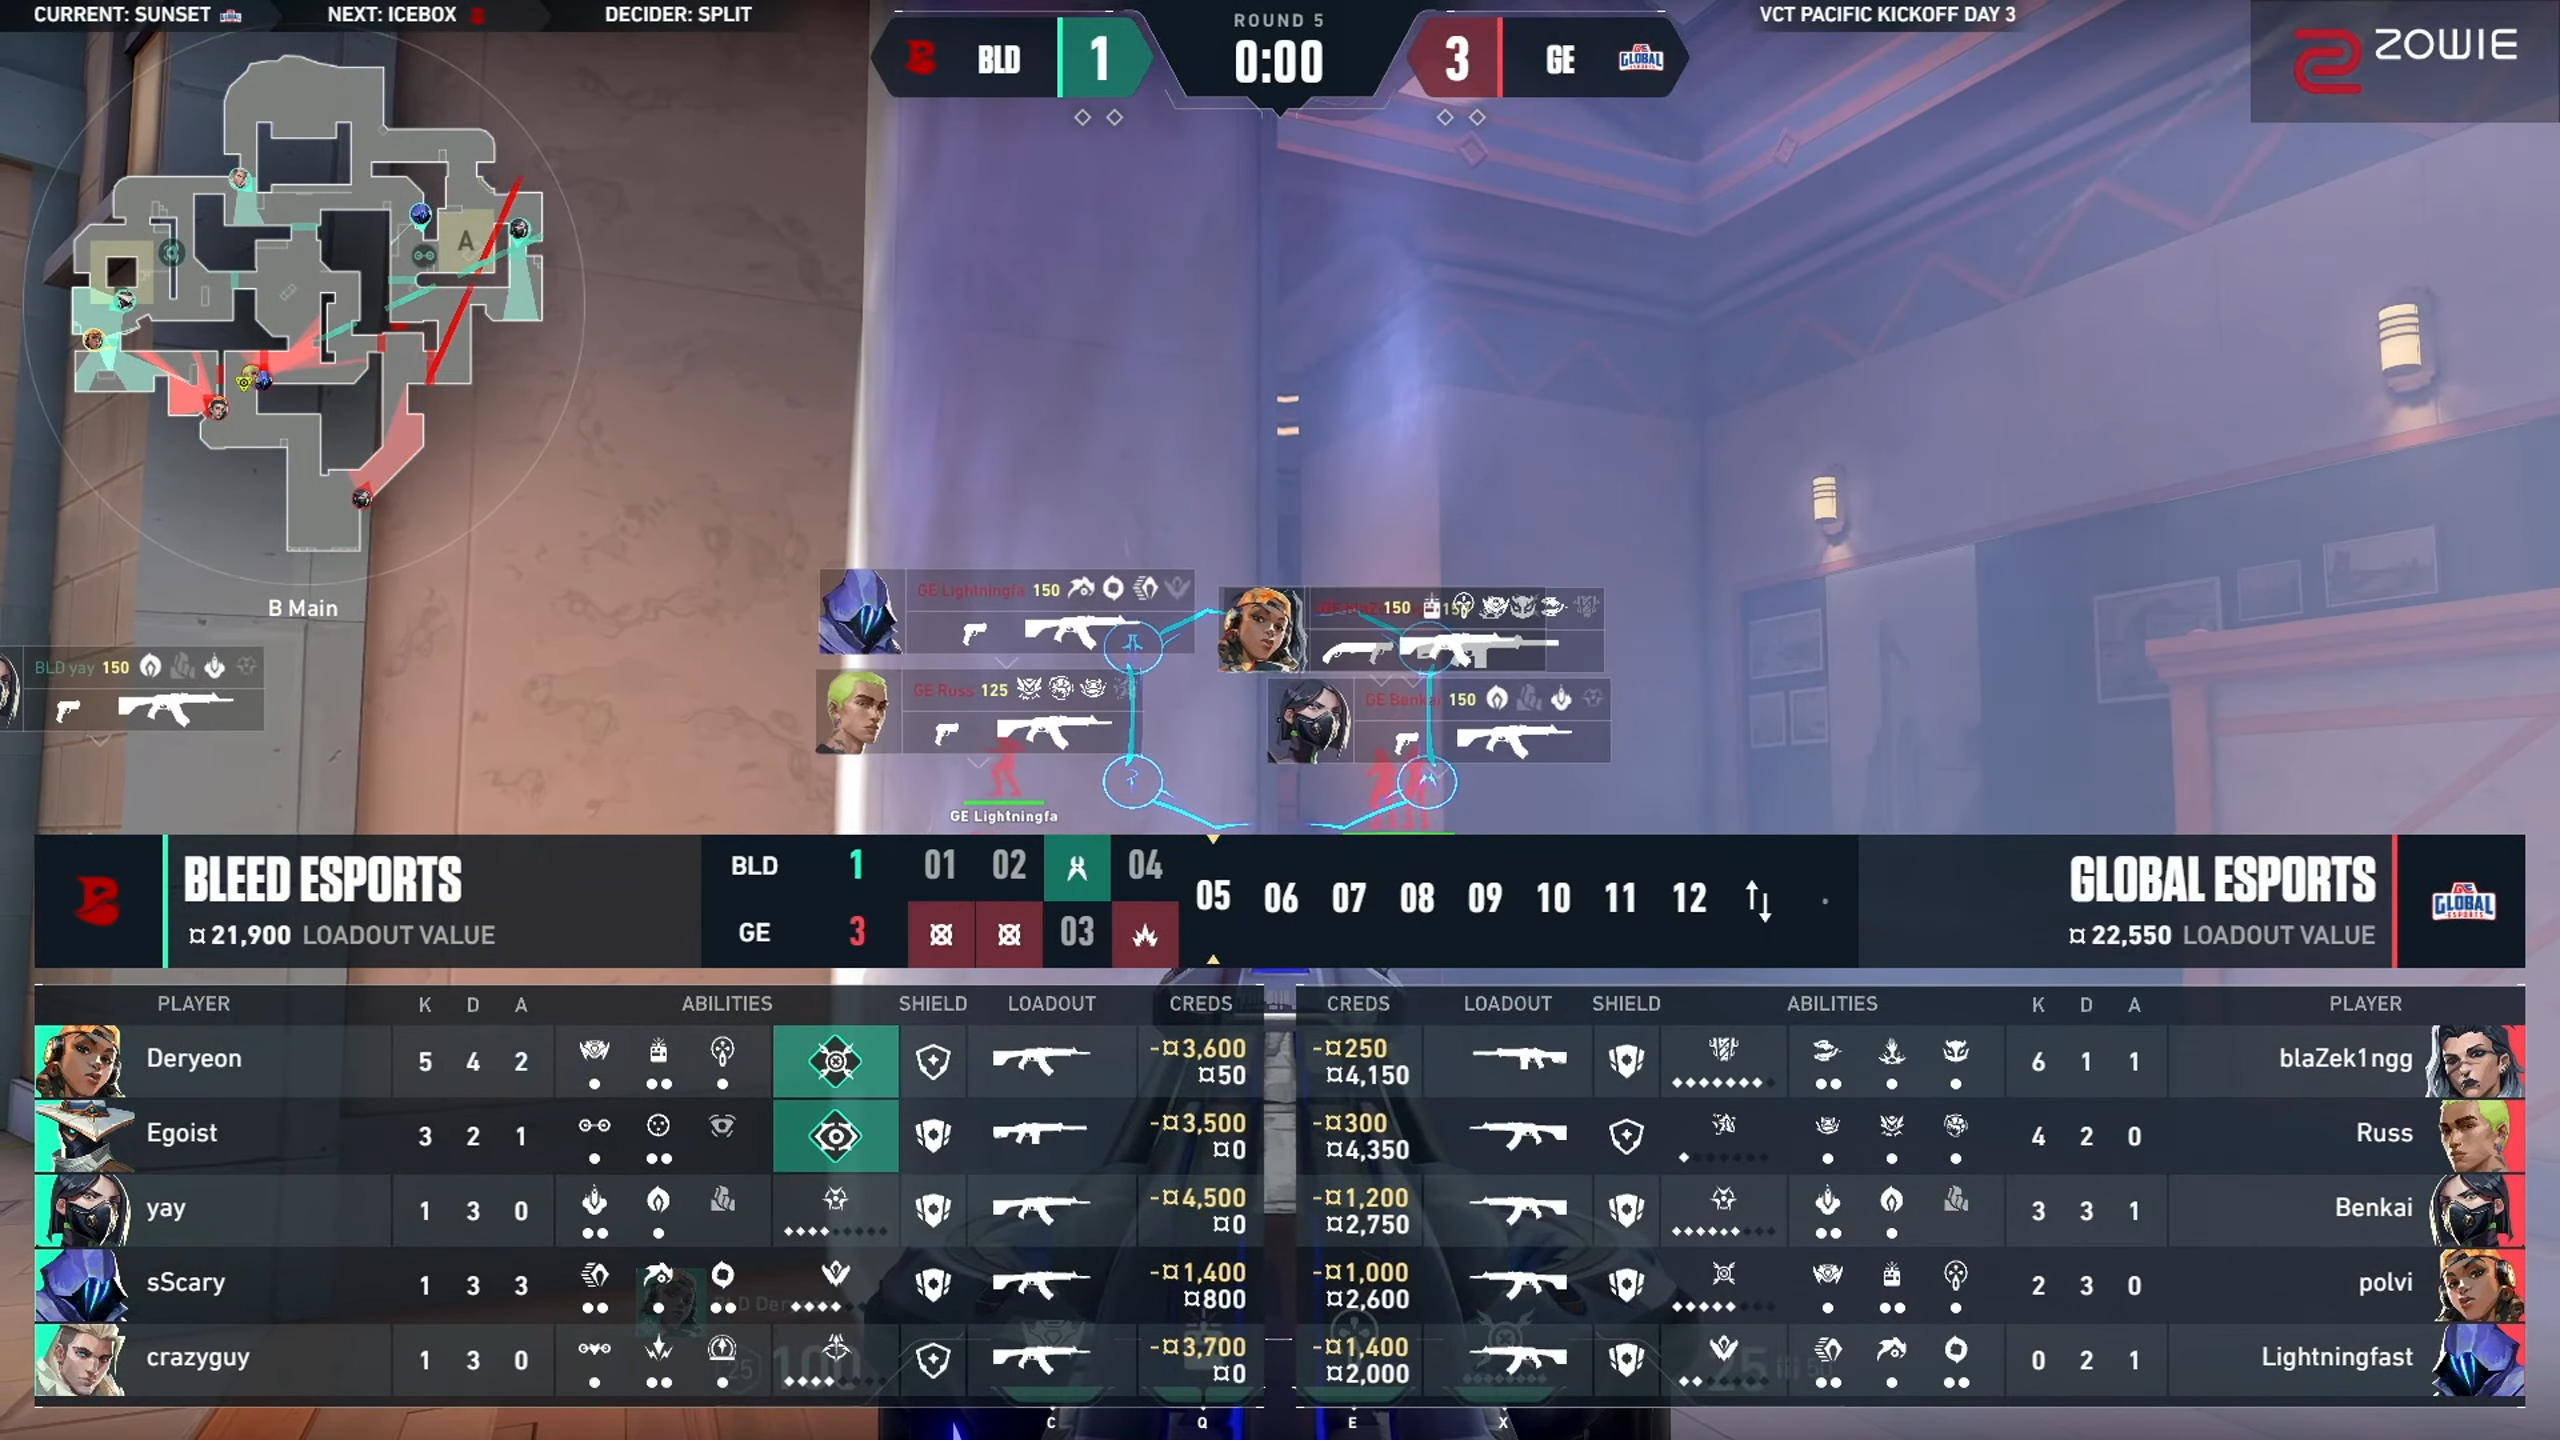 CURRENT: SUNSET
NEXT: ICEBOX
DECIDER: SPLIT
VCT PACIFIC KICKOFF DAY 3
ZOWIE
BLD
1
ROUND 5
0:00
3
GE
GLOBAL
A
B Main
BLD yay 150
GE Lightningfa 150
150
GE Russ 125
GE Benkai 150
GE Lightningfa
BLEED ESPORTS
¤ 21,900 LOADOUT VALUE
BLD 1 01 02 04
GE 3 03
05 06 07 08 09 10 11 12
GLOBAL ESPORTS
¤ 22,550 LOADOUT VALUE
GLOBAL
PLAYER K D A ABILITIES SHIELD LOADOUT CREDS
Deryeon 5 4 2 -¤3,600 ¤50
Egoist 3 2 1 -¤3,500 ¤0
yay 1 3 0 -¤4,500 ¤0
sScary 1 3 3 -¤1,400 ¤800
crazyguy 1 3 0 -¤3,700 ¤0
CREDS LOADOUT SHIELD ABILITIES K D A PLAYER
-¤250 ¤4,150 6 1 1 blaZek1ngg
-¤300 ¤4,350 4 2 0 Russ
-¤1,200 ¤2,750 3 3 1 Benkai
-¤1,000 ¤2,600 2 3 0 polvi
-¤1,400 ¤2,000 0 2 1 Lightningfast
C Q E X